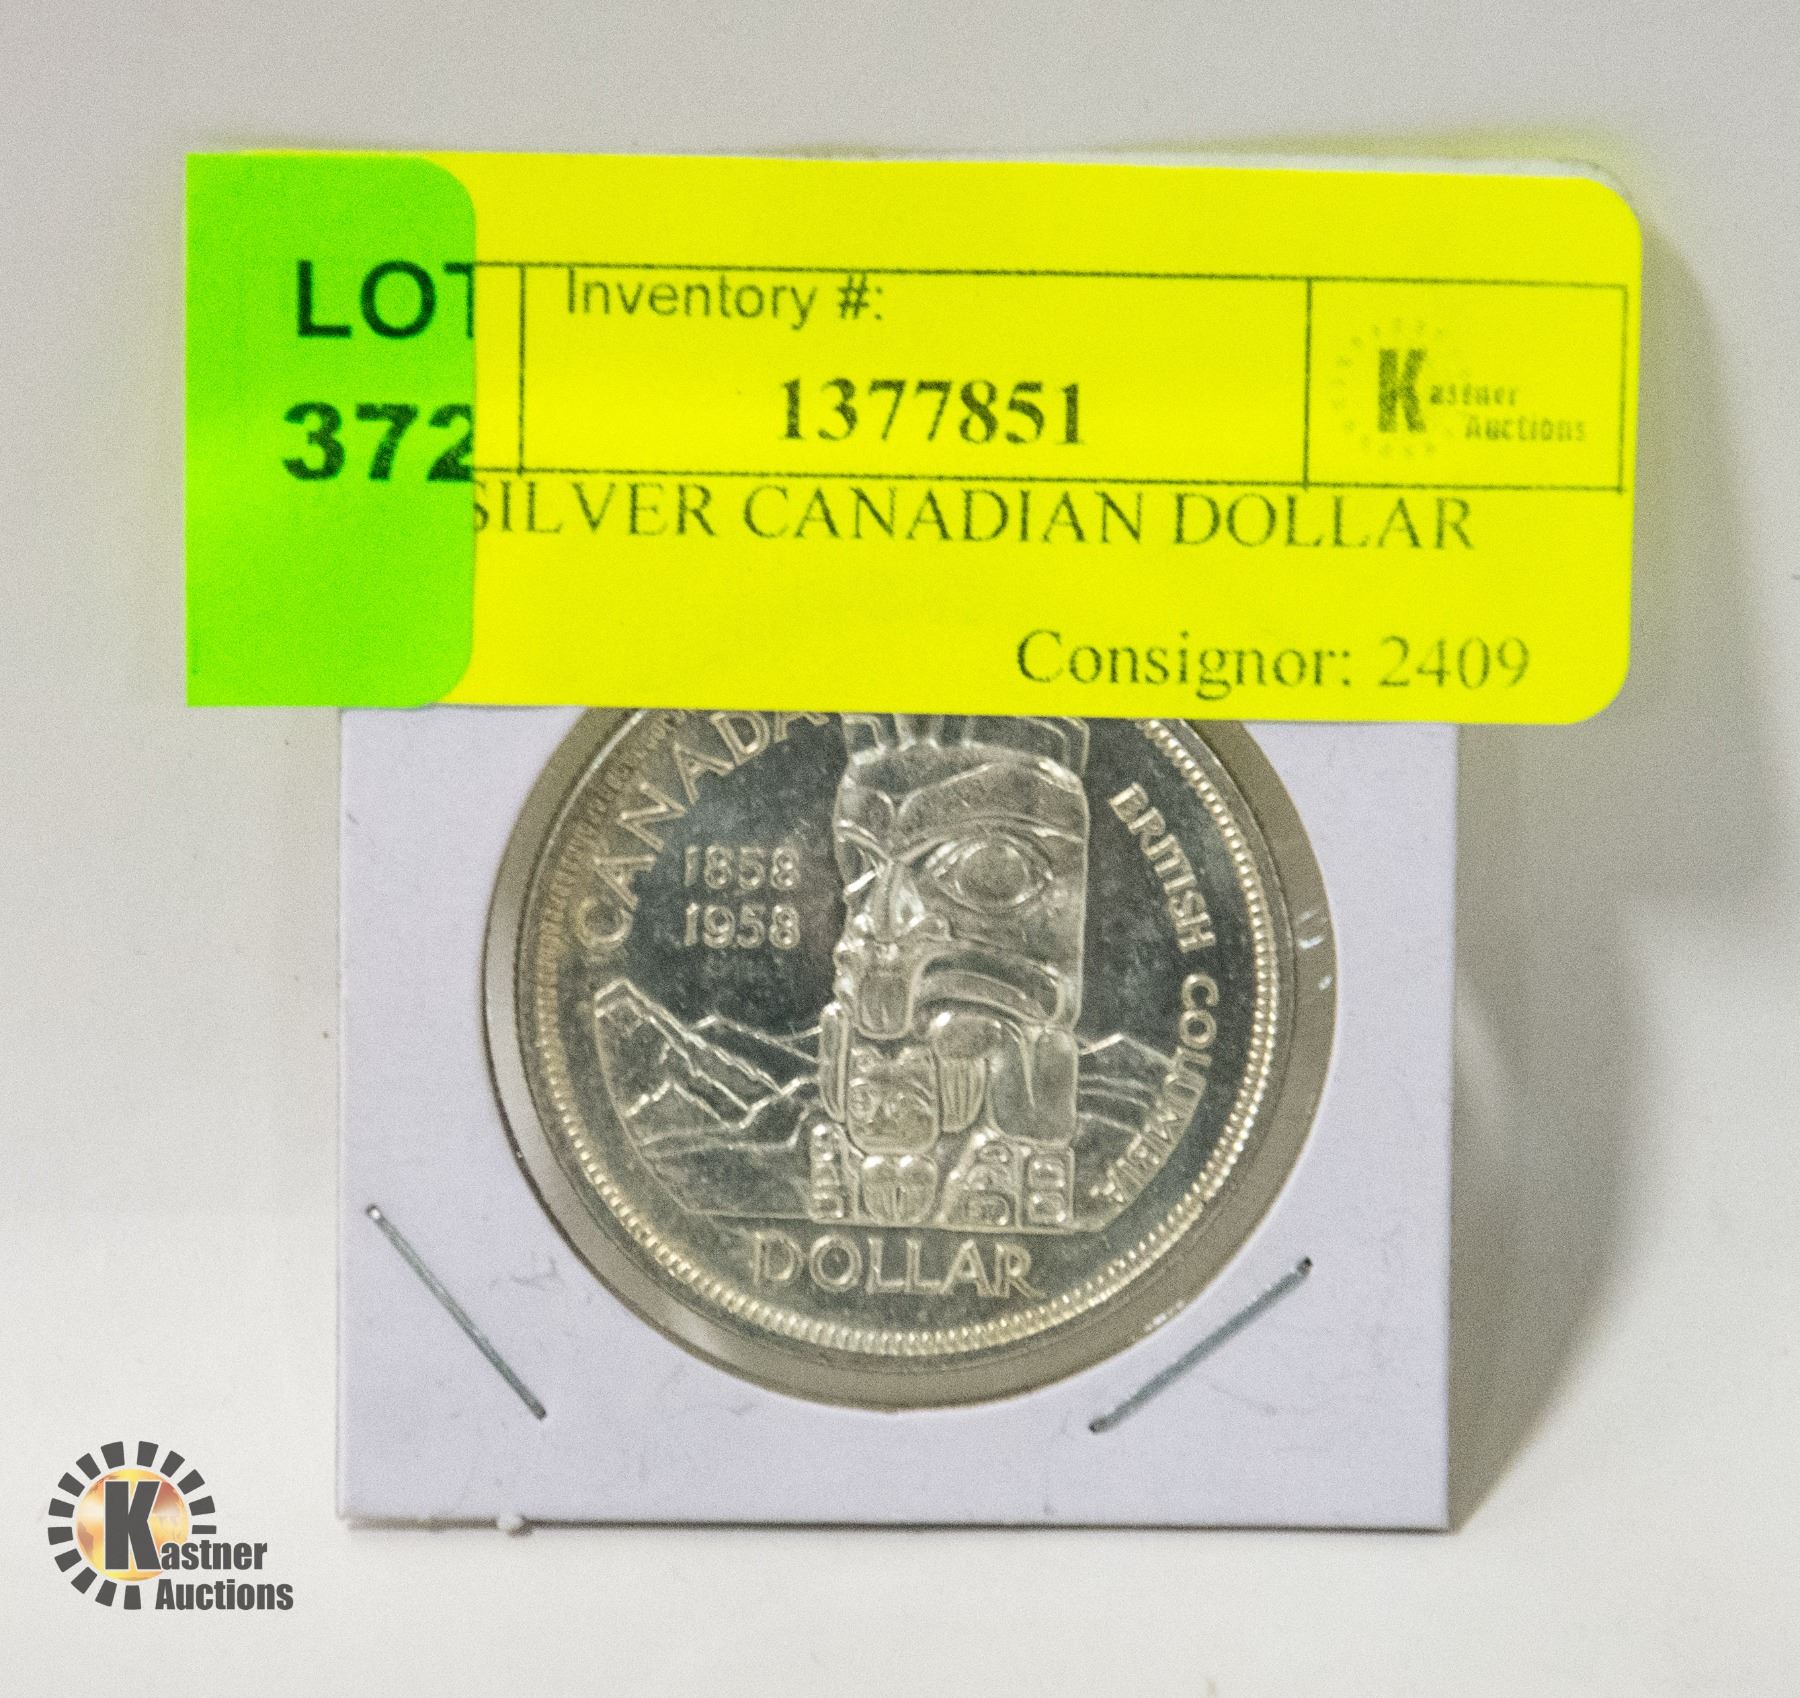 LOT
372
Inventory #:
1377851
Kastner
Auctions
SILVER CANADIAN DOLLAR
Consignor: 2409
CANADA
BRITISH COLUMBIA
1858
1958
DOLLAR
Kastner
Auctions